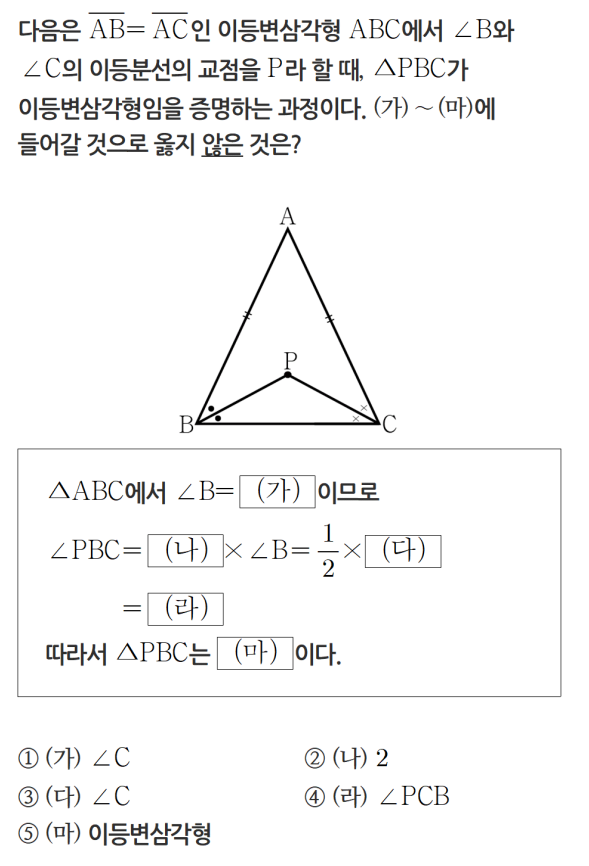 다음은 AB= AC인 이등변삼각형 ABC에서 ∠B와
∠C의 이등분선의 교점을 P라 할 때, △PBC가
이등변삼각형임을 증명하는 과정이다. (가) ~ (마)에
들어갈 것으로 옳지 않은 것은?
A
P
B
C
△ABC에서 ∠B= (가) 이므로
∠PBC= (나) × ∠B= 1/2 × (다)
= (라)
따라서 △PBC는 (마) 이다.
① (가) ∠C ② (나) 2
③ (다) ∠C ④ (라) ∠PCB
⑤ (마) 이등변삼각형